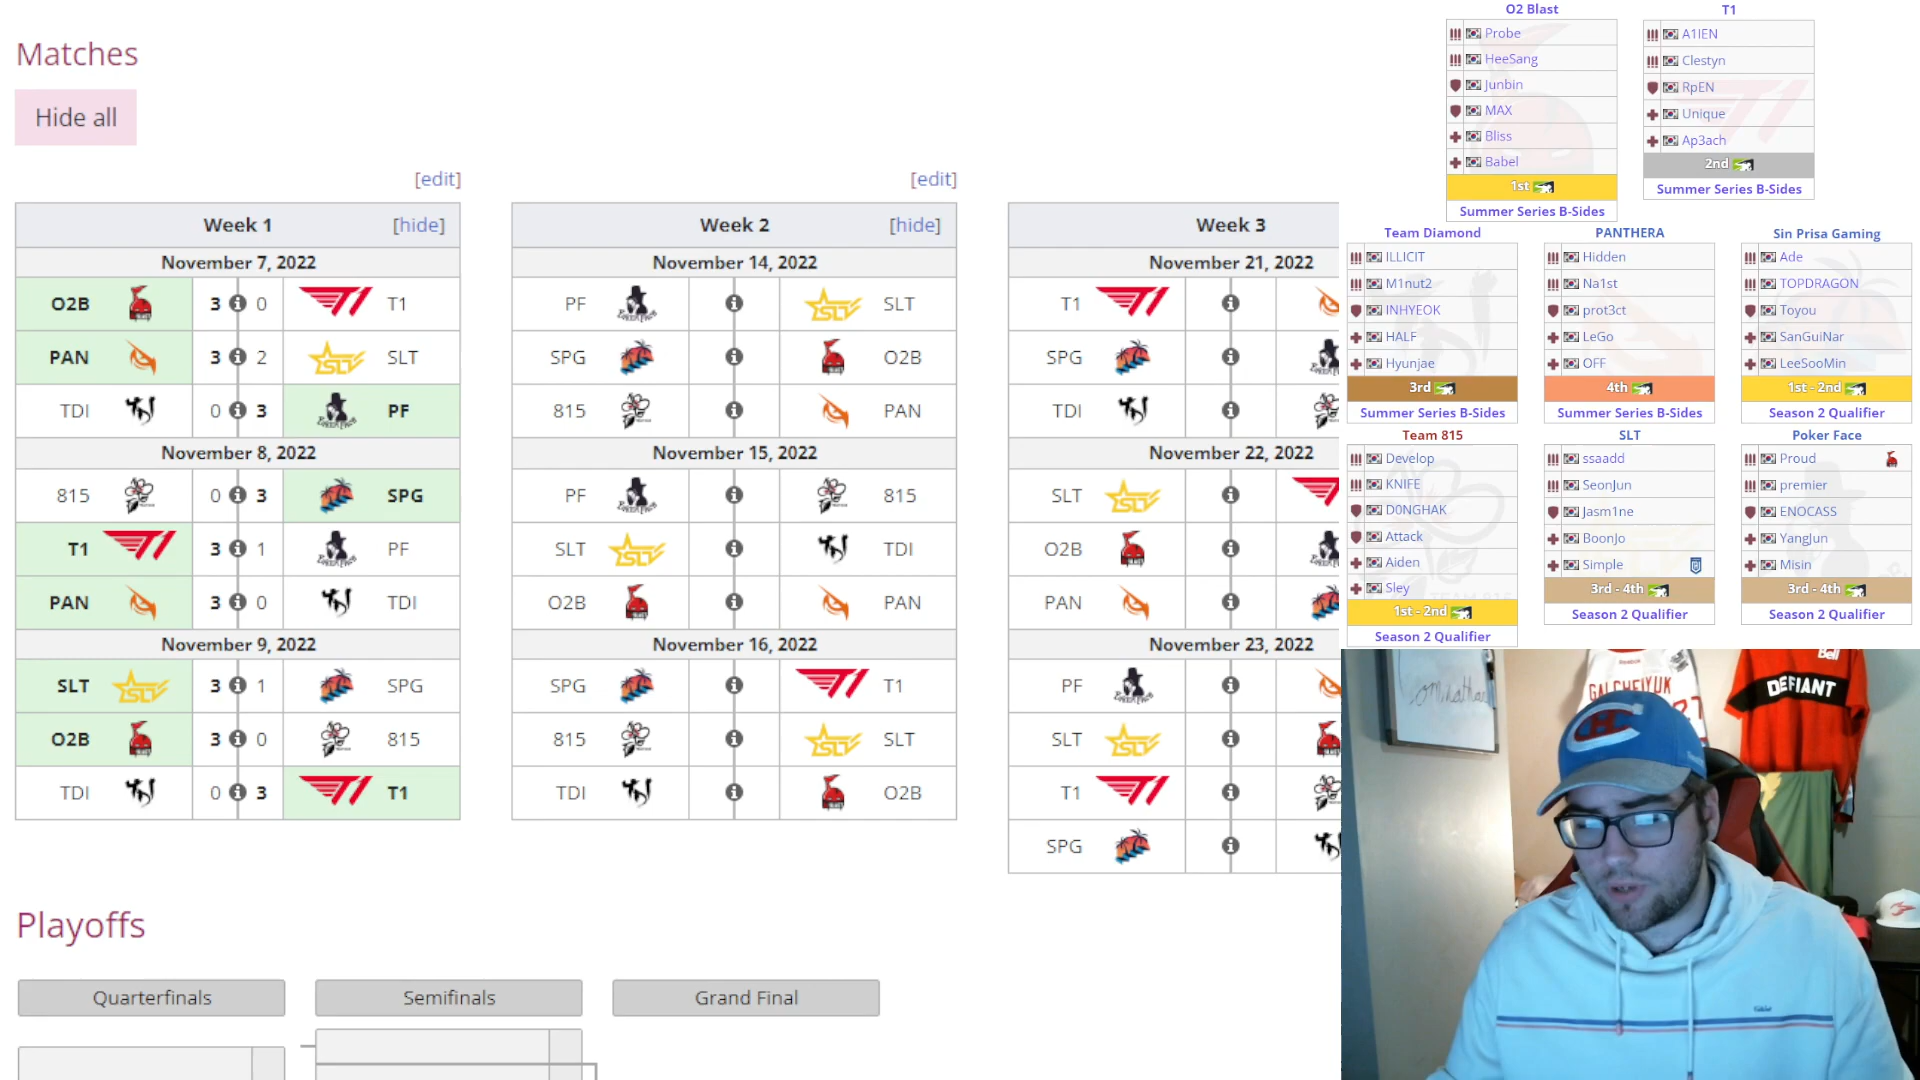 Matches
Hide all
[edit]
Week 1 [hide]
November 7, 2022
O2B 3 0 T1
PAN 3 2 SLT
TDI 0 3 PF
November 8, 2022
815 0 3 SPG
T1 3 1 PF
PAN 3 0 TDI
November 9, 2022
SLT 3 1 SPG
O2B 3 0 815
TDI 0 3 T1
[edit]
Week 2 [hide]
November 14, 2022
PF SLT
SPG O2B
815 PAN
November 15, 2022
PF 815
SLT TDI
O2B PAN
November 16, 2022
SPG T1
815 SLT
TDI O2B
Week 3
November 21, 2022
T1
SPG
TDI
November 22, 2022
SLT
O2B
PAN
November 23, 2022
PF
SLT
T1
SPG
Playoffs
Quarterfinals
Semifinals
Grand Final
O2 Blast
Probe
HeeSang
Junbin
MAX
Bliss
Babel
1st
Summer Series B-Sides
T1
A1IEN
Clestyn
RpEN
Unique
Ap3ach
2nd
Summer Series B-Sides
Team Diamond
ILLICIT
M1nut2
INHYEOK
HALF
Hyunjae
3rd
Summer Series B-Sides
PANTHERA
Hidden
Na1st
prot3ct
LeGo
OFF
4th
Summer Series B-Sides
Sin Prisa Gaming
Ade
TOPDRAGON
Toyou
SanGuiNar
LeeSooMin
1st - 2nd
Season 2 Qualifier
Team 815
Develop
KNIFE
D0NGHAK
Attack
Aiden
Sley
1st - 2nd
Season 2 Qualifier
SLT
ssaadd
SeonJun
Jasm1ne
BoonJo
Simple
3rd - 4th
Season 2 Qualifier
Poker Face
Proud
premier
ENOCASS
YangJun
Misin
3rd - 4th
Season 2 Qualifier
Bell
DEFIANT